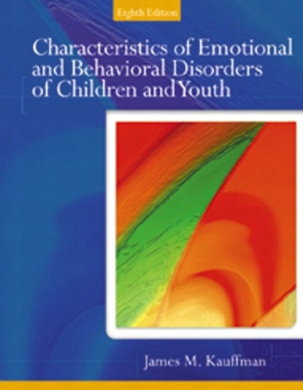 Eighth Edition
Characteristics of Emotional
and Behavioral Disorders
of Children and Youth
James M. Kauffman